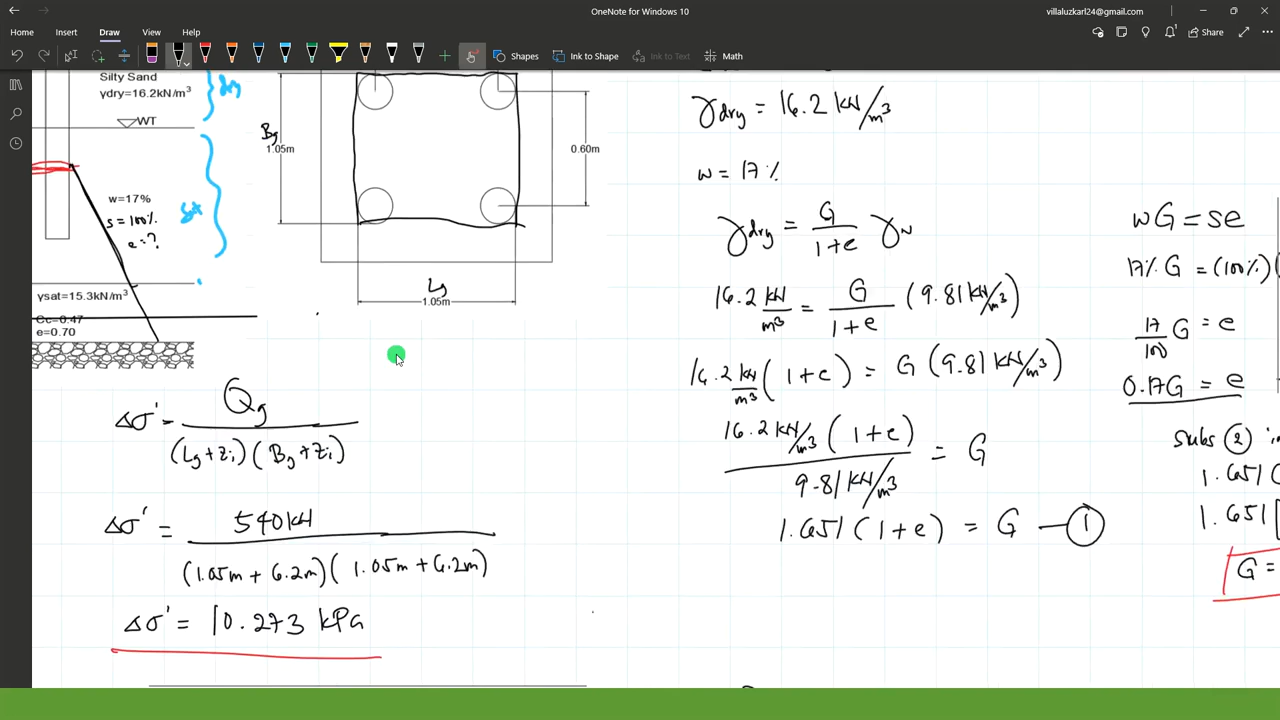 OneNote for Windows 10
villaluzkarl24@gmail.com
Home Insert Draw View Help
Shapes Ink to Shape Ink to Text Math Share
Silty Sand
γdry=16.2kN/m³
dry
WT
w=17%
s=100%
e=?
Sat
γsat=15.3kN/m³
Cc=0.47
e=0.70
Bg
1.05m
0.60m
Lg
1.05m
Δσ' = Qg / (Lg+Zi)(Bg+Zi)
Δσ' = 540kN / (1.05m + 6.2m)(1.05m + 6.2m)
Δσ' = 10.273 kPa
γdry = 16.2 kN/m³
w = 17%
γdry = G / 1+e γw
16.2 kN/m³ = G / 1+e (9.81 kN/m³)
16.2 kN/m³ (1+e) = G (9.81 kN/m³)
16.2 kN/m³ (1+e) / 9.81 kN/m³ = G
1.651 (1+e) = G — ①
wG = se
17% G = (100%)(
17/100 G = e
0.17G = e
Subs ② in
1.651 (
1.651 [
G =